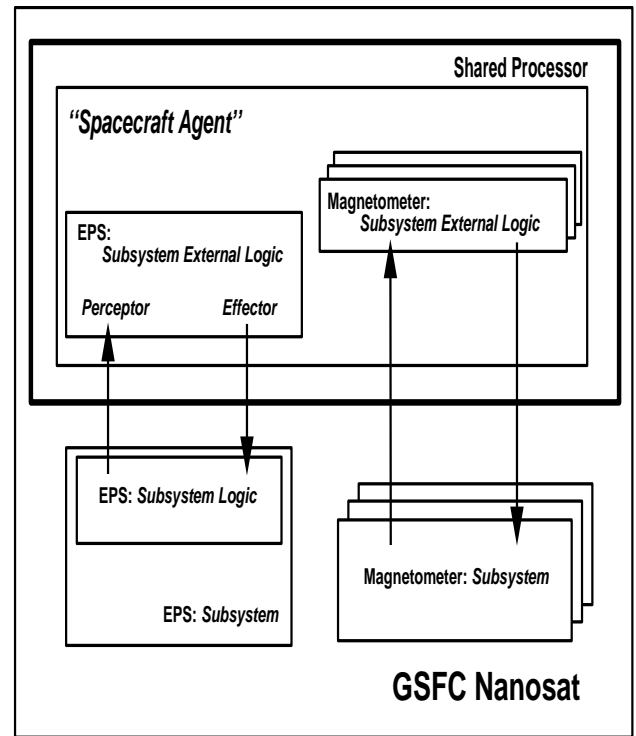 Shared Processor
“Spacecraft Agent”
Magnetometer:
Subsystem External Logic
EPS:
Subsystem External Logic
Perceptor Effector
EPS: Subsystem Logic
Magnetometer: Subsystem
EPS: Subsystem
GSFC Nanosat